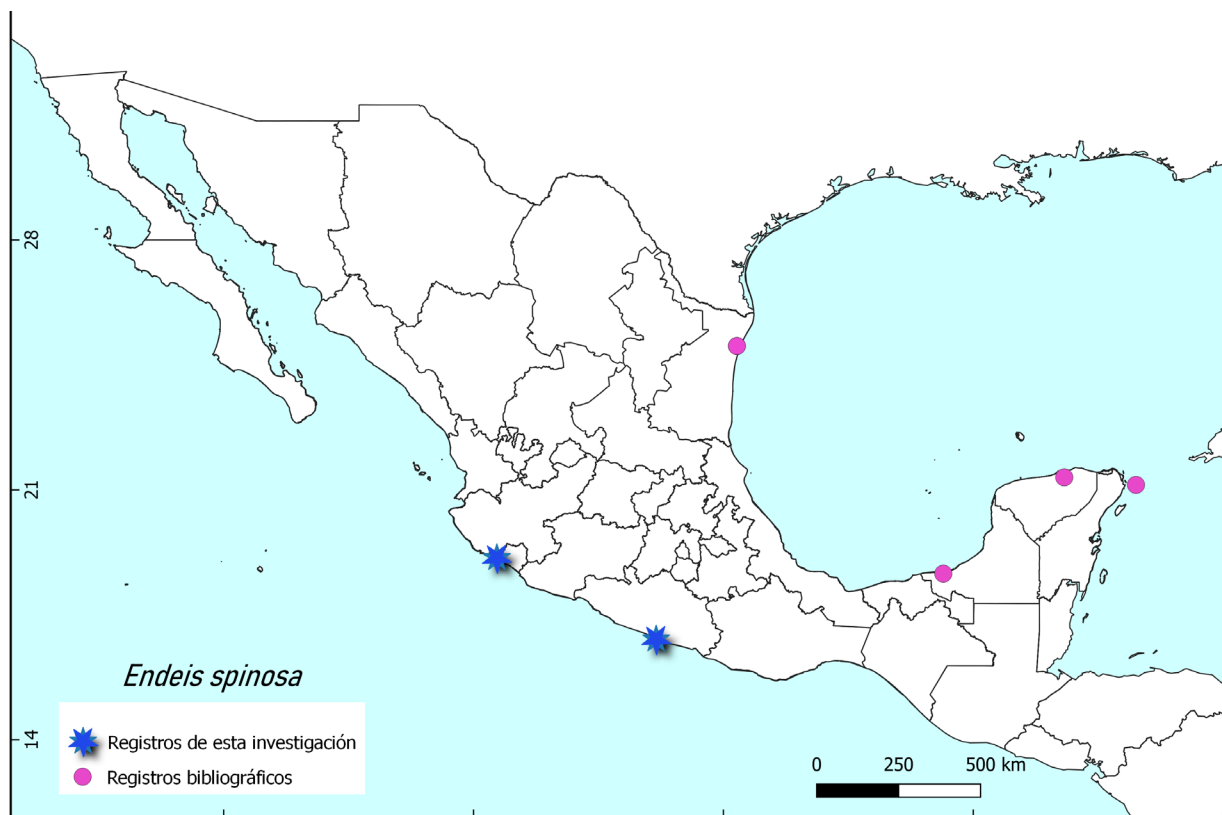 28
21
14
Endeis spinosa
Registros de esta investigación
Registros bibliográficos
0 250 500 km